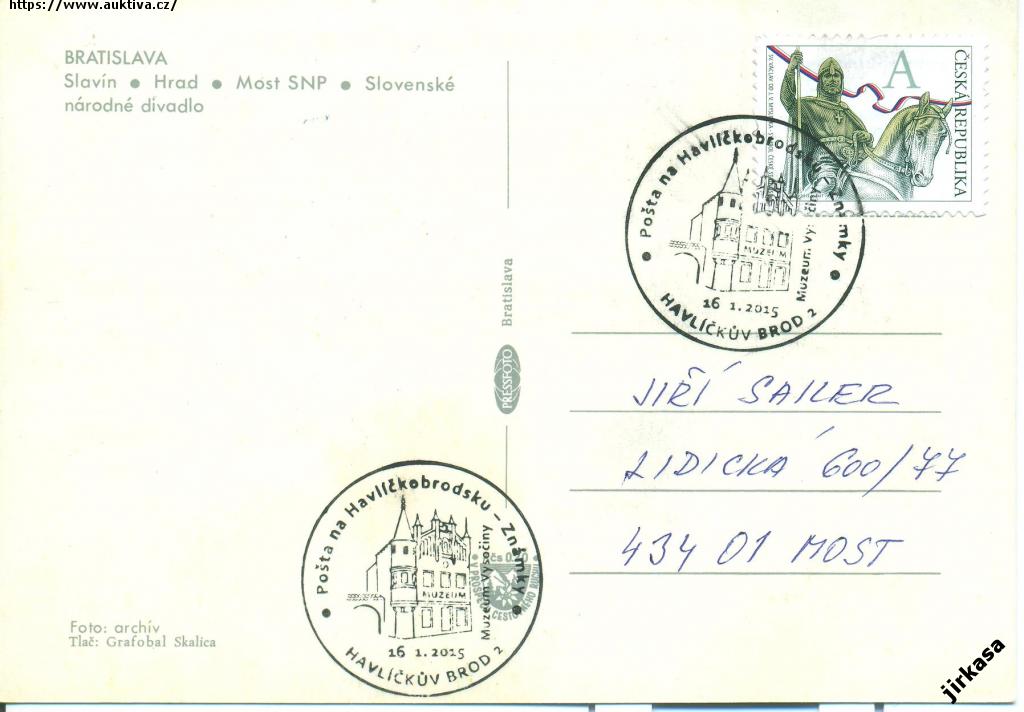 https://www.auktiva.cz/
BRATISLAVA
Slavín ● Hrad ● Most SNP ● Slovenské
národné divadlo
A
ČESKÁ REPUBLIKA
Pošta na Havlíčkobrodsku – Známky
MUZEUM
Muzeum Vysočiny
16 1.2015
HAVLÍČKŮV BROD 2
Bratislava
PRESSFOTO
JIŘÍ SAILER
LIDICKÁ 600/77
434 01 MOST
Pošta na Havlíčkobrodsku – Známky
MUZEUM
Muzeum Vysočiny
16 1.2015
HAVLÍČKŮV BROD 2
Foto: archív
Tlač: Grafobal Skalica
jirkasa